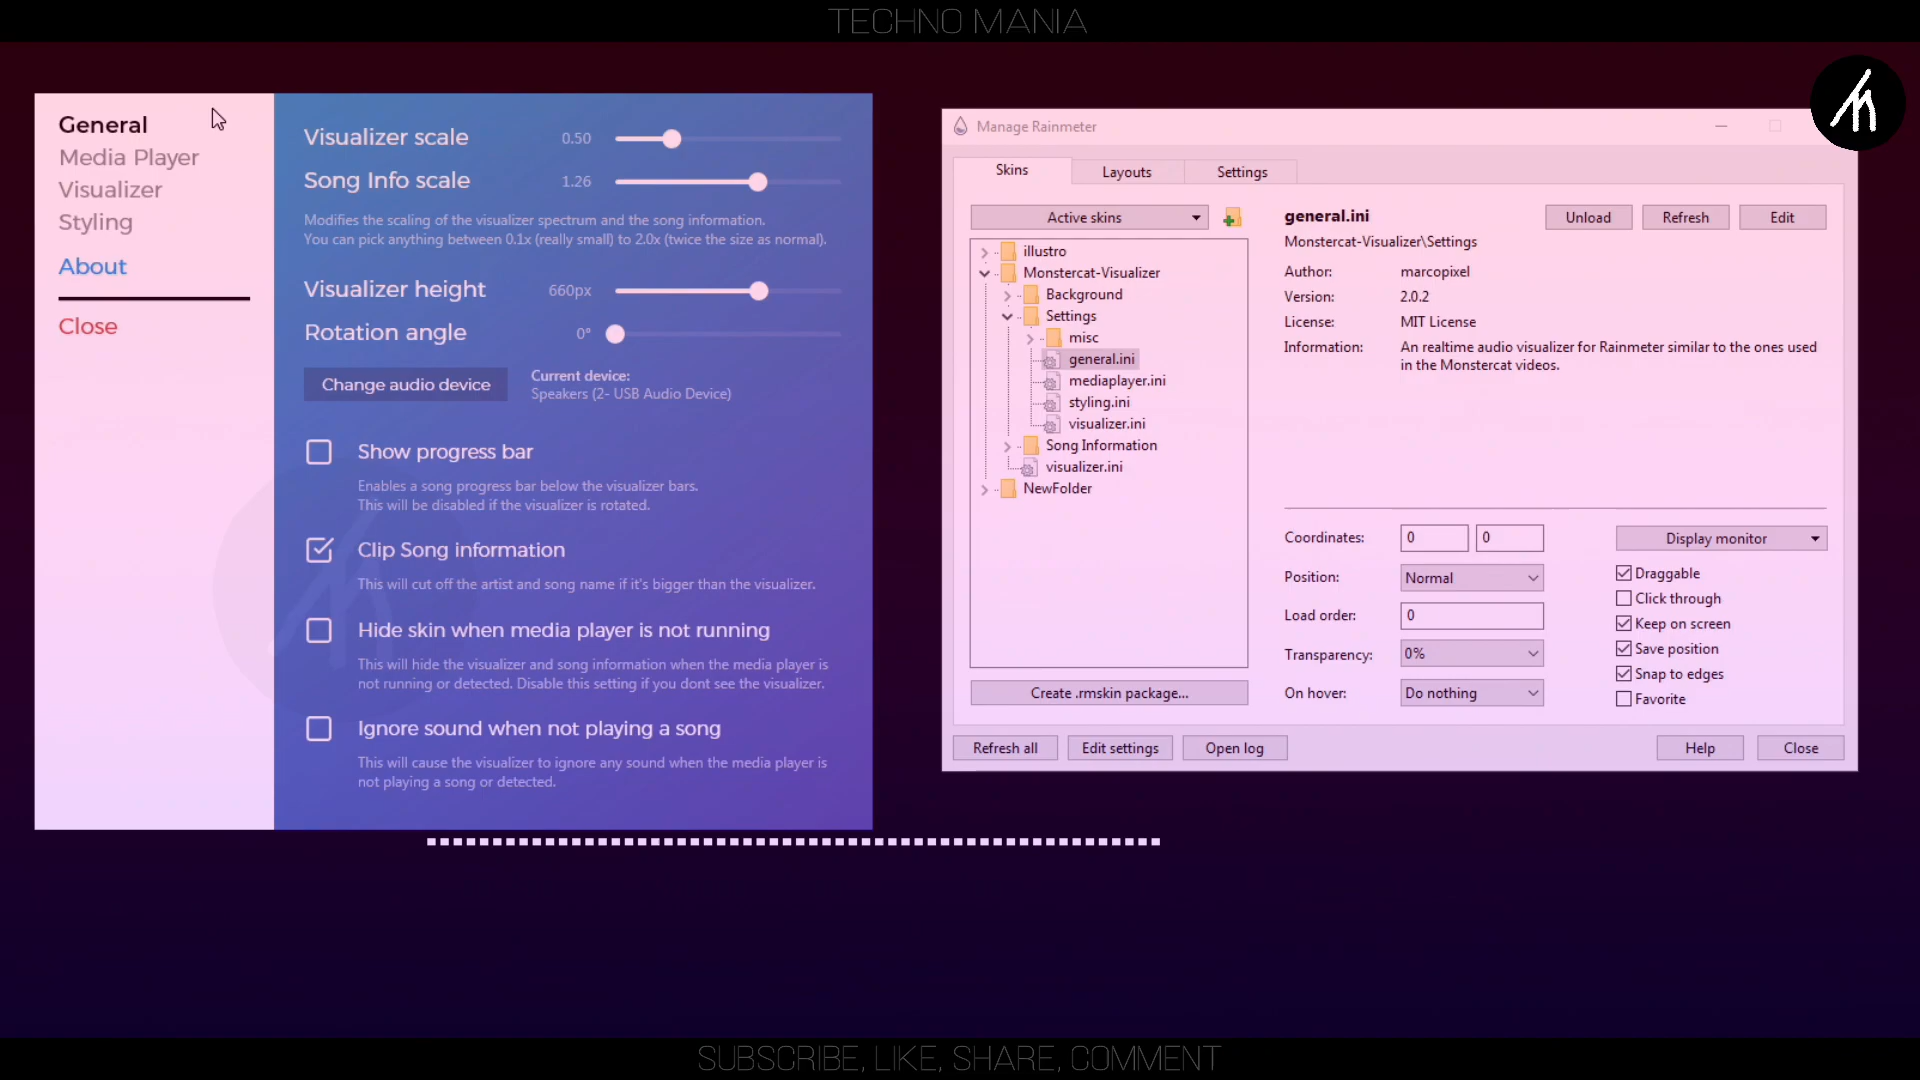 TECHNO MANIA
General
Media Player
Visualizer
Styling
About
Close
Visualizer scale 0.50
Song Info scale 1.26
Modifies the scaling of the visualizer spectrum and the song information.
You can pick anything between 0.1x (really small) to 2.0x (twice the size as normal).
Visualizer height 660px
Rotation angle 0°
Change audio device
Current device:
Speakers (2- USB Audio Device)
Show progress bar
Enables a song progress bar below the visualizer bars.
This will be disabled if the visualizer is rotated.
Clip Song information
This will cut off the artist and song name if it's bigger than the visualizer.
Hide skin when media player is not running
This will hide the visualizer and song information when the media player is
not running or detected. Disable this setting if you dont see the visualizer.
Ignore sound when not playing a song
This will cause the visualizer to ignore any sound when the media player is
not playing a song or detected.
Manage Rainmeter
Skins Layouts Settings
Active skins
illustro
Monstercat-Visualizer
Background
Settings
misc
general.ini
mediaplayer.ini
styling.ini
visualizer.ini
Song Information
visualizer.ini
NewFolder
Create .rmskin package...
general.ini Unload Refresh Edit
Monstercat-Visualizer\Settings
Author: marcopixel
Version: 2.0.2
License: MIT License
Information: An realtime audio visualizer for Rainmeter similar to the ones used
in the Monstercat videos.
Coordinates: 0 0
Position: Normal
Load order: 0
Transparency: 0%
On hover: Do nothing
Display monitor
Draggable
Click through
Keep on screen
Save position
Snap to edges
Favorite
Refresh all Edit settings Open log Help Close
SUBSCRIBE, LIKE, SHARE, COMMENT